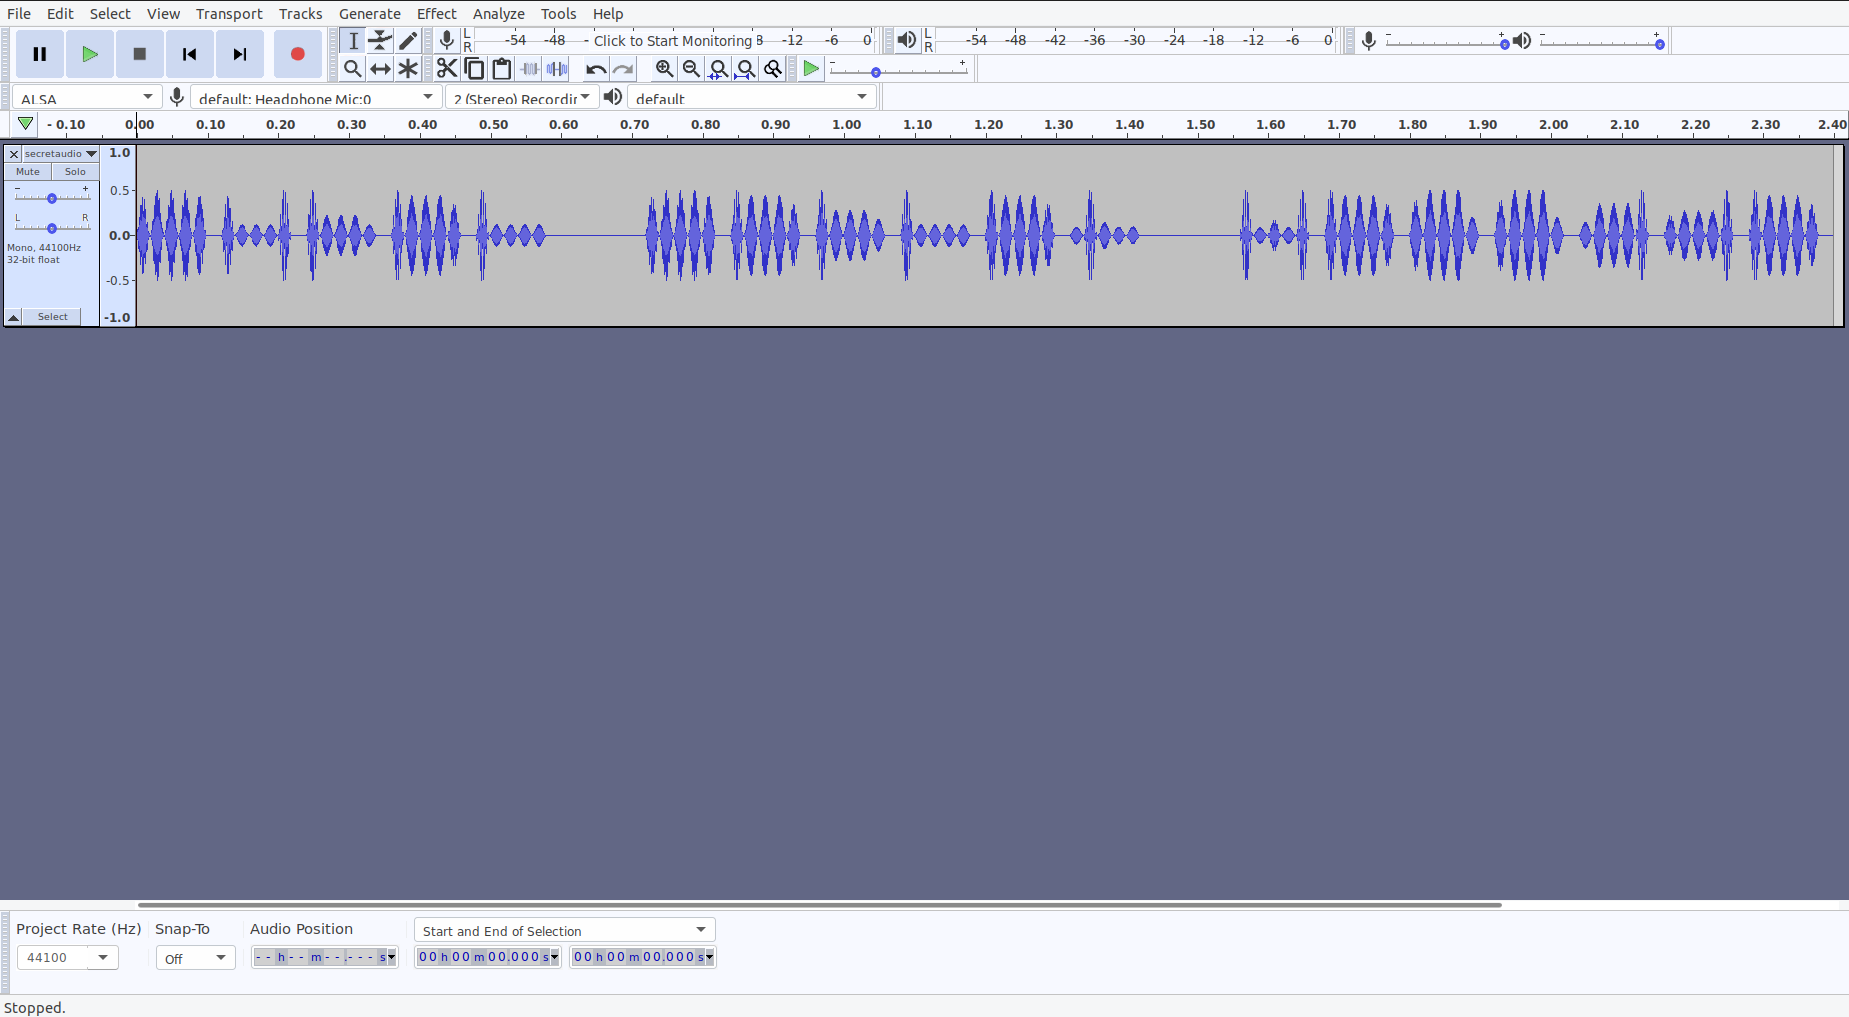 File Edit Select View Transport Tracks Generate Effect Analyze Tools Help
L
R
-54 -48 - Click to Start Monitoring 8 -12 -6 0
L
R
-54 -48 -42 -36 -30 -24 -18 -12 -6 0
- +
- +
- +
ALSA default: Headphone Mic:0 2 (Stereo) Recordir default
- 0.10 0.00 0.10 0.20 0.30 0.40 0.50 0.60 0.70 0.80 0.90 1.00 1.10 1.20 1.30 1.40 1.50 1.60 1.70 1.80 1.90 2.00 2.10 2.20 2.30 2.40
secretaudio
Mute Solo
- +
L R
Mono, 44100Hz
32-bit float
Select
1.0
0.5
0.0
-0.5
-1.0
Project Rate (Hz) Snap-To Audio Position Start and End of Selection
44100 Off -- h -- m --.--- s 00 h 00 m 00.000 s 00 h 00 m 00.000 s
Stopped.